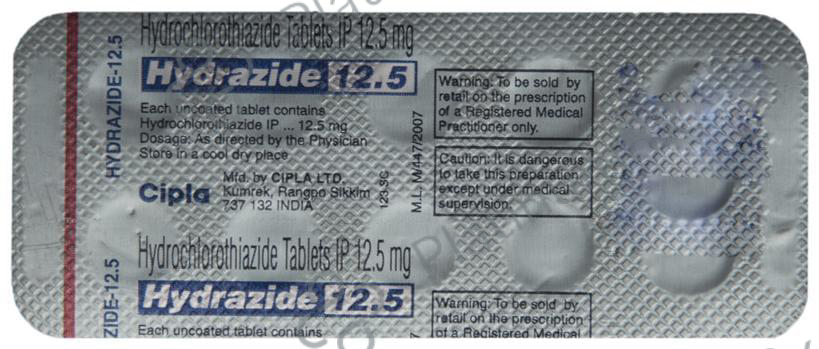 HYDRAZIDE-12.5
Hydrochlorothiazide Tablets IP 12.5 mg
Hydrazide 12.5
Each uncoated tablet contains
Hydrochlorothiazide IP ... 12.5 mg
Dosage: As directed by the Physician
Store in a cool dry place
Cipla
Mfd. by CIPLA LTD.
Kumrek, Rangpo Sikkim
737 132 INDIA
M.L. M/447/2007
Warning: To be sold by
retail on the prescription
of a Registered Medical
Practitioner only.
Caution: It is dangerous
to take this preparation
except under medical
supervision.
ZIDE-12.5
Hydrochlorothiazide Tablets IP 12.5 mg
Hydrazide 12.5
Each uncoated tablet contains
Warning: To be sold by
retail on the prescription
of a Registered Medical